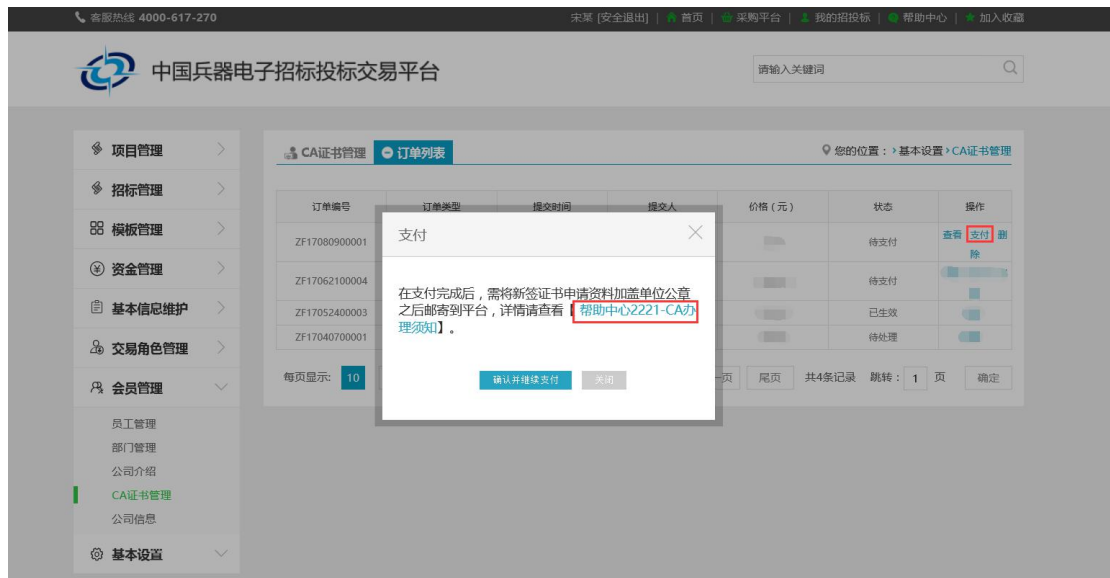 客服热线 4000-617-270
宋某 [安全退出] | 首页 | 采购平台 | 我的招投标 | 帮助中心 | 加入收藏
中国兵器电子招标投标交易平台
请输入关键词
项目管理
招标管理
模板管理
资金管理
基本信息维护
交易角色管理
会员管理
员工管理
部门管理
公司介绍
CA证书管理
公司信息
基本设置
CA证书管理 订单列表
您的位置：›基本设置›CA证书管理
订单编号 订单类型 提交时间 提交人 价格（元） 状态 操作
ZF17080900001 待支付 查看 支付 删除
ZF17062100004 待支付
ZF17052400003 已生效
ZF17040700001 待处理
每页显示: 10
一页 尾页 共4条记录 跳转： 1 页 确定
支付
在支付完成后，需将新签证书申请资料加盖单位公章
之后邮寄到平台，详情请查看【帮助中心2221-CA办
理须知】。
确认并继续支付 关闭